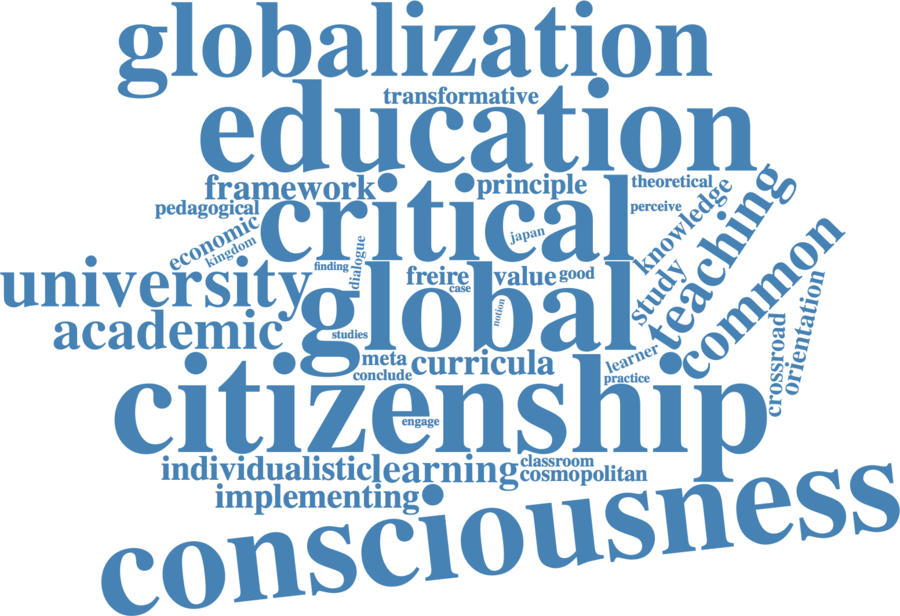 globalization
transformative
education
framework
principle
theoretical
pedagogical
critical
perceive
knowledge
teaching
economic
kingdom
japan
dialogue
finding
freire
value
good
case
university
global
notion
study
common
academic
studies
meta
curricula
conclude
learner
practice
crossroad
orientation
citizenship
engage
individualistic
learning
classroom
cosmopolitan
implementing
consciousness